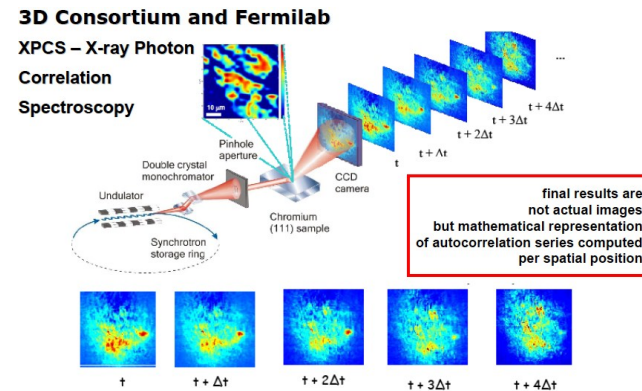 3D Consortium and Fermilab
XPCS – X-ray Photon
Correlation
Spectroscopy
10 µm
Pinhole
aperture
Double crystal
monochromator
Undulator
CCD
camera
Chromium
(111) sample
Synchrotron
storage ring
t
t + Δt
t + 2Δt
t + 3Δt
t + 4Δt
...
final results are
not actual images
but mathematical representation
of autocorrelation series computed
per spatial position
t
t + Δt
t + 2Δt
t + 3Δt
t + 4Δt